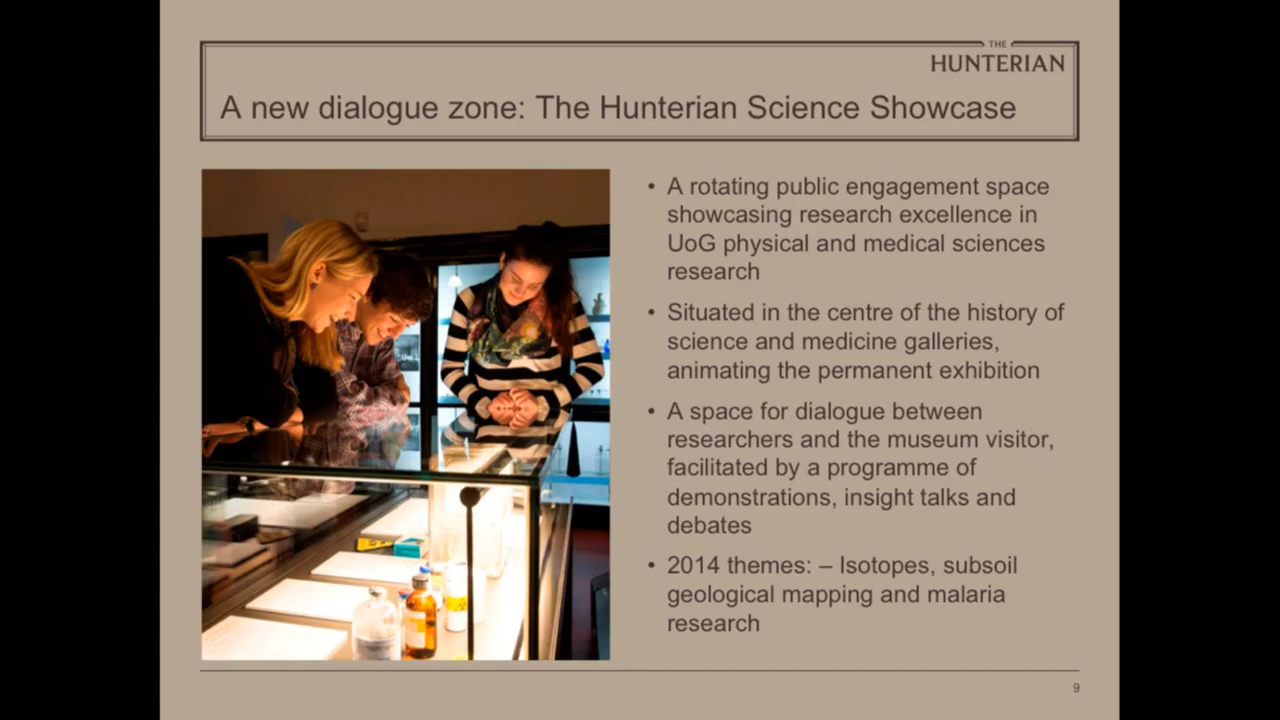 THE
HUNTERIAN
A new dialogue zone: The Hunterian Science Showcase
• A rotating public engagement space
showcasing research excellence in
UoG physical and medical sciences
research
• Situated in the centre of the history of
science and medicine galleries,
animating the permanent exhibition
• A space for dialogue between
researchers and the museum visitor,
facilitated by a programme of
demonstrations, insight talks and
debates
• 2014 themes: – Isotopes, subsoil
geological mapping and malaria
research
9